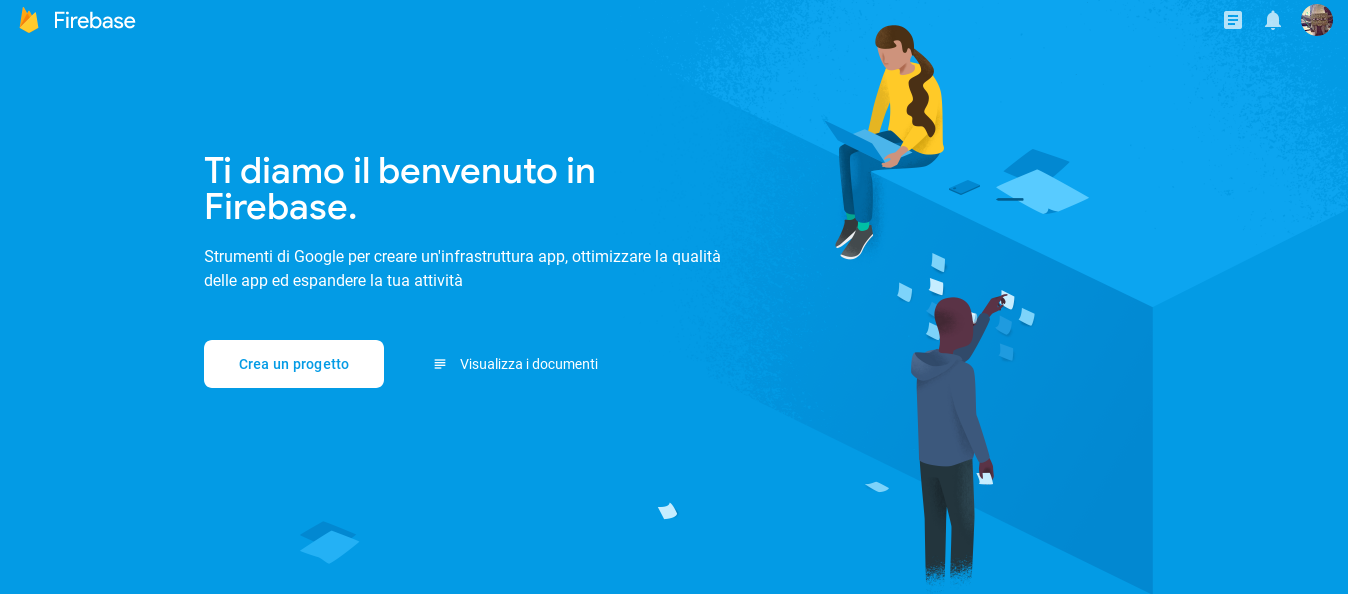 Firebase
Ti diamo il benvenuto in
Firebase.
Strumenti di Google per creare un'infrastruttura app, ottimizzare la qualità
delle app ed espandere la tua attività
Crea un progetto
Visualizza i documenti